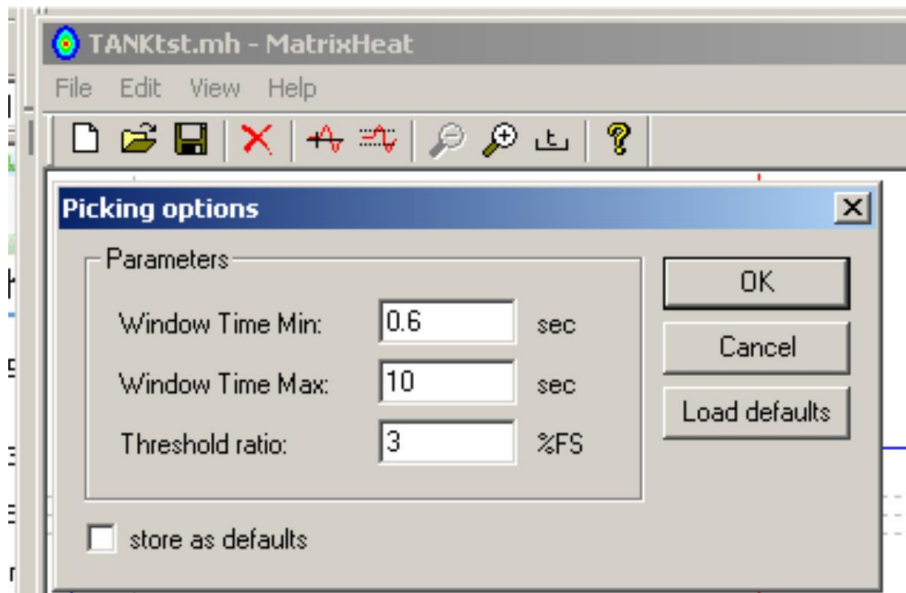 TANKtst.mh - MatrixHeat
File Edit View Help
Picking options
Parameters
Window Time Min: 0.6 sec
Window Time Max: 10 sec
Threshold ratio: 3 %FS
store as defaults
OK
Cancel
Load defaults